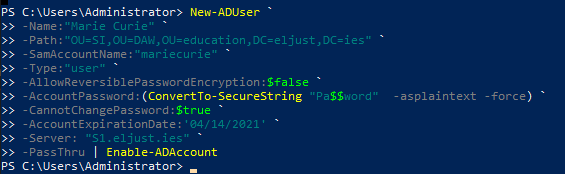 PS C:\Users\Administrator> New-ADUser `
>> -Name:"Marie Curie" `
>> -Path:"OU=SI,OU=DAW,OU=education,DC=eljust,DC=ies" `
>> -SamAccountName:"mariecurie" `
>> -Type:"user" `
>> -AllowReversiblePasswordEncryption:$false `
>> -AccountPassword:(ConvertTo-SecureString "Pa$$word"  -asplaintext -force) `
>> -CannotChangePassword:$true `
>> -AccountExpirationDate:'04/14/2021' `
>> -Server: "S1.eljust.ies" `
>> -PassThru | Enable-ADAccount
PS C:\Users\Administrator>